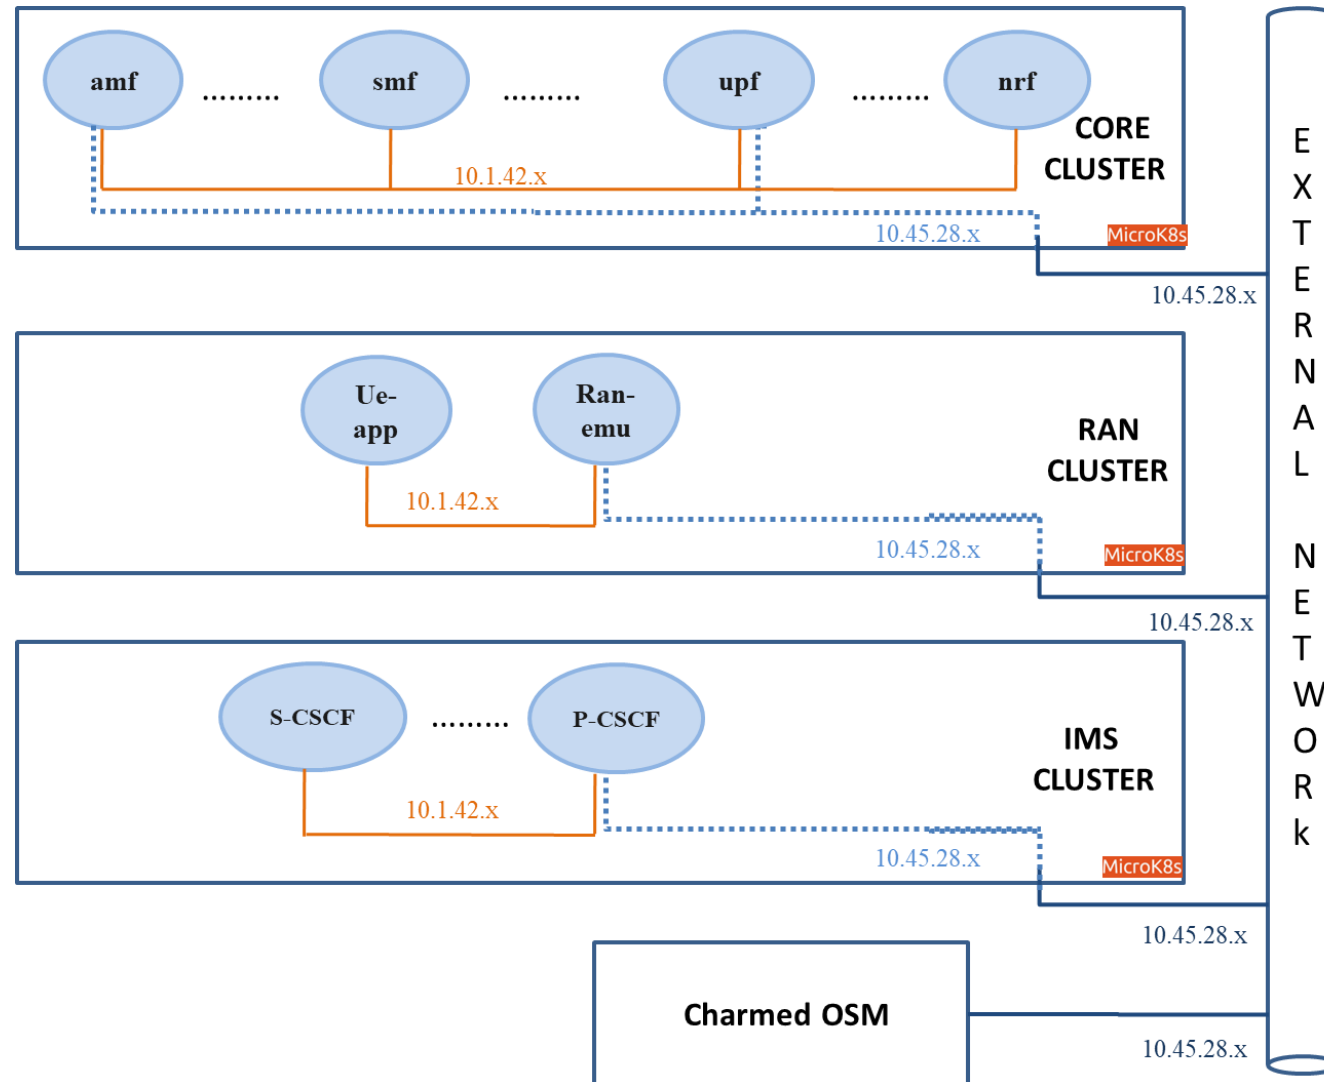 amf
.........
smf
.........
upf
.........
nrf
CORE
CLUSTER
10.1.42.x
10.45.28.x
MicroK8s
10.45.28.x
Ue-
app
Ran-
emu
RAN
CLUSTER
10.1.42.x
10.45.28.x
MicroK8s
10.45.28.x
S-CSCF
.........
P-CSCF
IMS
CLUSTER
10.1.42.x
10.45.28.x
MicroK8s
10.45.28.x
Charmed OSM
10.45.28.x
E
X
T
E
R
N
A
L
N
E
T
W
O
R
k